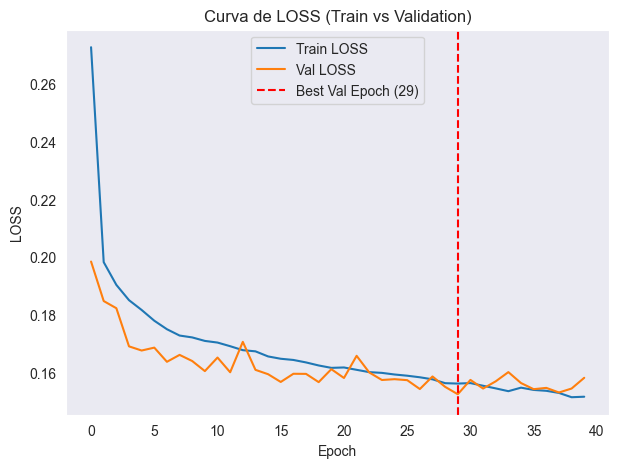 Curva de LOSS (Train vs Validation)
Train LOSS
Val LOSS
Best Val Epoch (29)
LOSS
0.26
0.24
0.22
0.20
0.18
0.16
0
5
10
15
20
25
30
35
40
Epoch